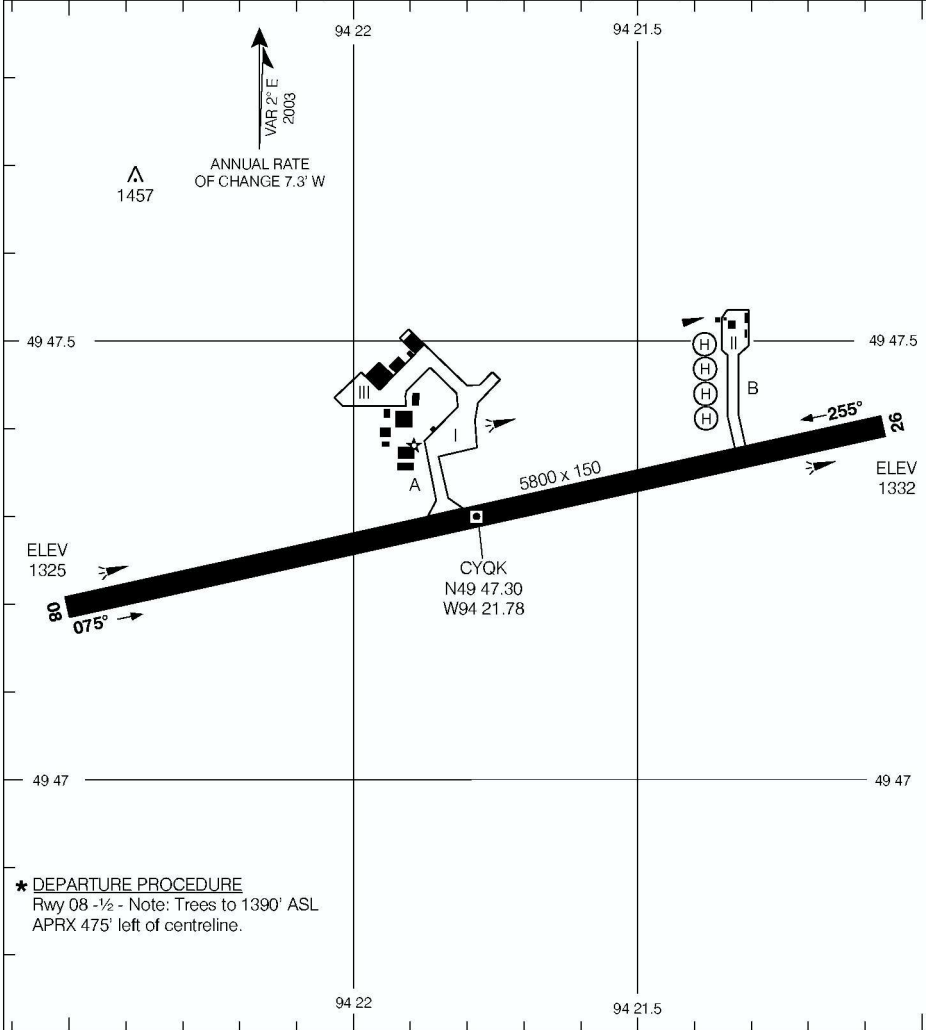 94 22
94 21.5
VAR 2° E
2003
ANNUAL RATE
OF CHANGE 7.3' W
1457
49 47.5
49 47.5
H
H
H
H
II
B
III
I
A
255°
26
ELEV
1332
5800 x 150
ELEV
1325
CYQK
N49 47.30
W94 21.78
08
075°
49 47
49 47
* DEPARTURE PROCEDURE
Rwy 08 -½ - Note: Trees to 1390' ASL
APRX 475' left of centreline.
94 22
94 21.5